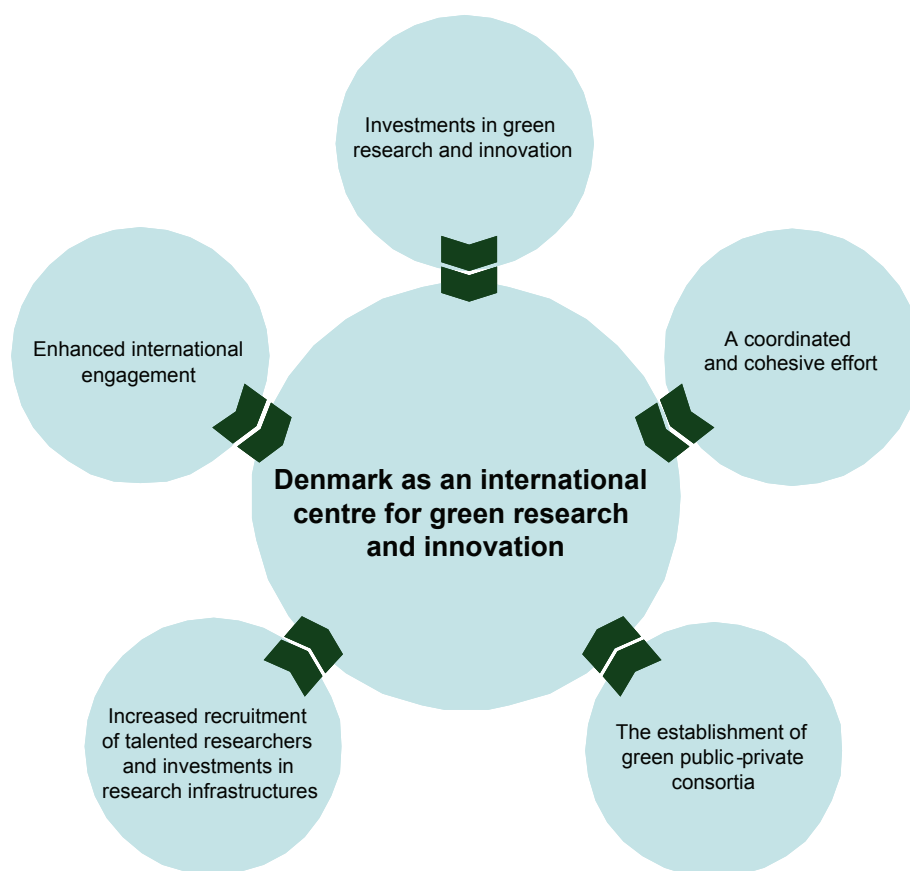 Investments in green
research and innovation
Enhanced international
engagement
A coordinated
and cohesive effort
Denmark as an international
centre for green research
and innovation
Increased recruitment
of talented researchers
and investments in
research infrastructures
The establishment of
green public-private
consortia